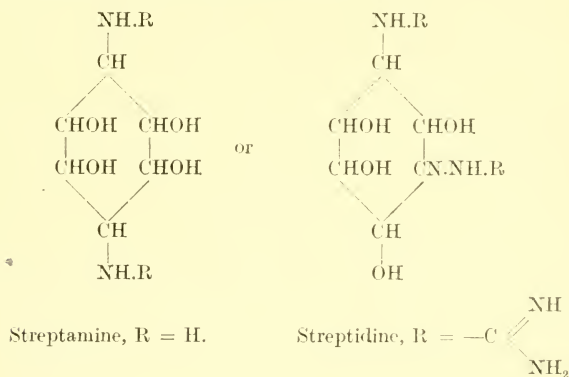 NH.R NH.R
CH CH
CHOH CHOH CHOH CHOH
or
CHOH CHOH CHOH CN.NH.R
CH CH
NH.R OH
NH
Streptamine, R = H. Streptidine, R = —C
NH₂